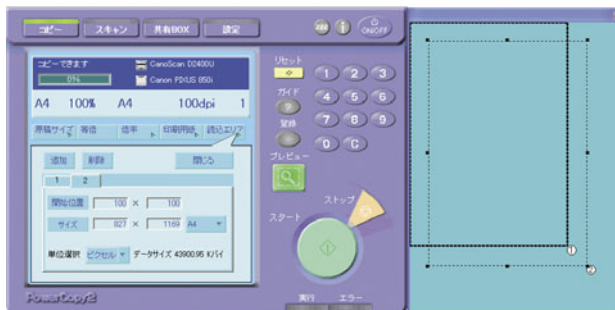 コピー スキャン 共有BOX 設定
ON/OFF
コピーできます
0%
CanoScan D2400U
Canon PIXUS 850i
A4 100% A4 100dpi 1
原稿サイズ 等倍 倍率 印刷用紙 読込エリア
追加 削除 閉じる
1 2
開始位置 100 × 100
サイズ 827 × 1169 A4
単位選択 ピクセル データサイズ 43900.95 Kバイ
リセット
ガイド
登録
プレビュー
1 2 3
4 5 6
7 8 9
0 C
ストップ
スタート
実行 エラー
PowerCopy2
①
②